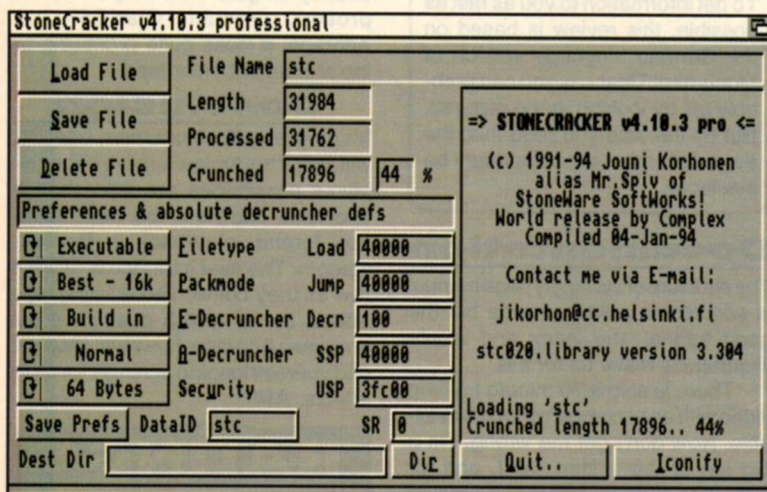 StoneCracker v4.10.3 professional
Load File
File Name stc
Save File
Length 31984
Processed 31762
Delete File
Crunched 17896 44 %
Preferences & absolute decruncher defs
Executable Filetype Load 40000
Best - 16k Packmode Jump 40000
Build in E-Decruncher Decr 100
Normal A-Decruncher SSP 40000
64 Bytes Security USP 3fc00
Save Prefs DataID stc SR 0
Dest Dir Dir
=> STONECRACKER v4.10.3 pro <=
(c) 1991-94 Jouni Korhonen
alias Mr.Spiv of
StoneWare SoftWorks!
World release by Complex
Compiled 04-Jan-94
Contact me via E-mail:
jikorhon@cc.helsinki.fi
stc020.library version 3.304
Loading 'stc'
Crunched length 17896.. 44%
Quit.. Iconify